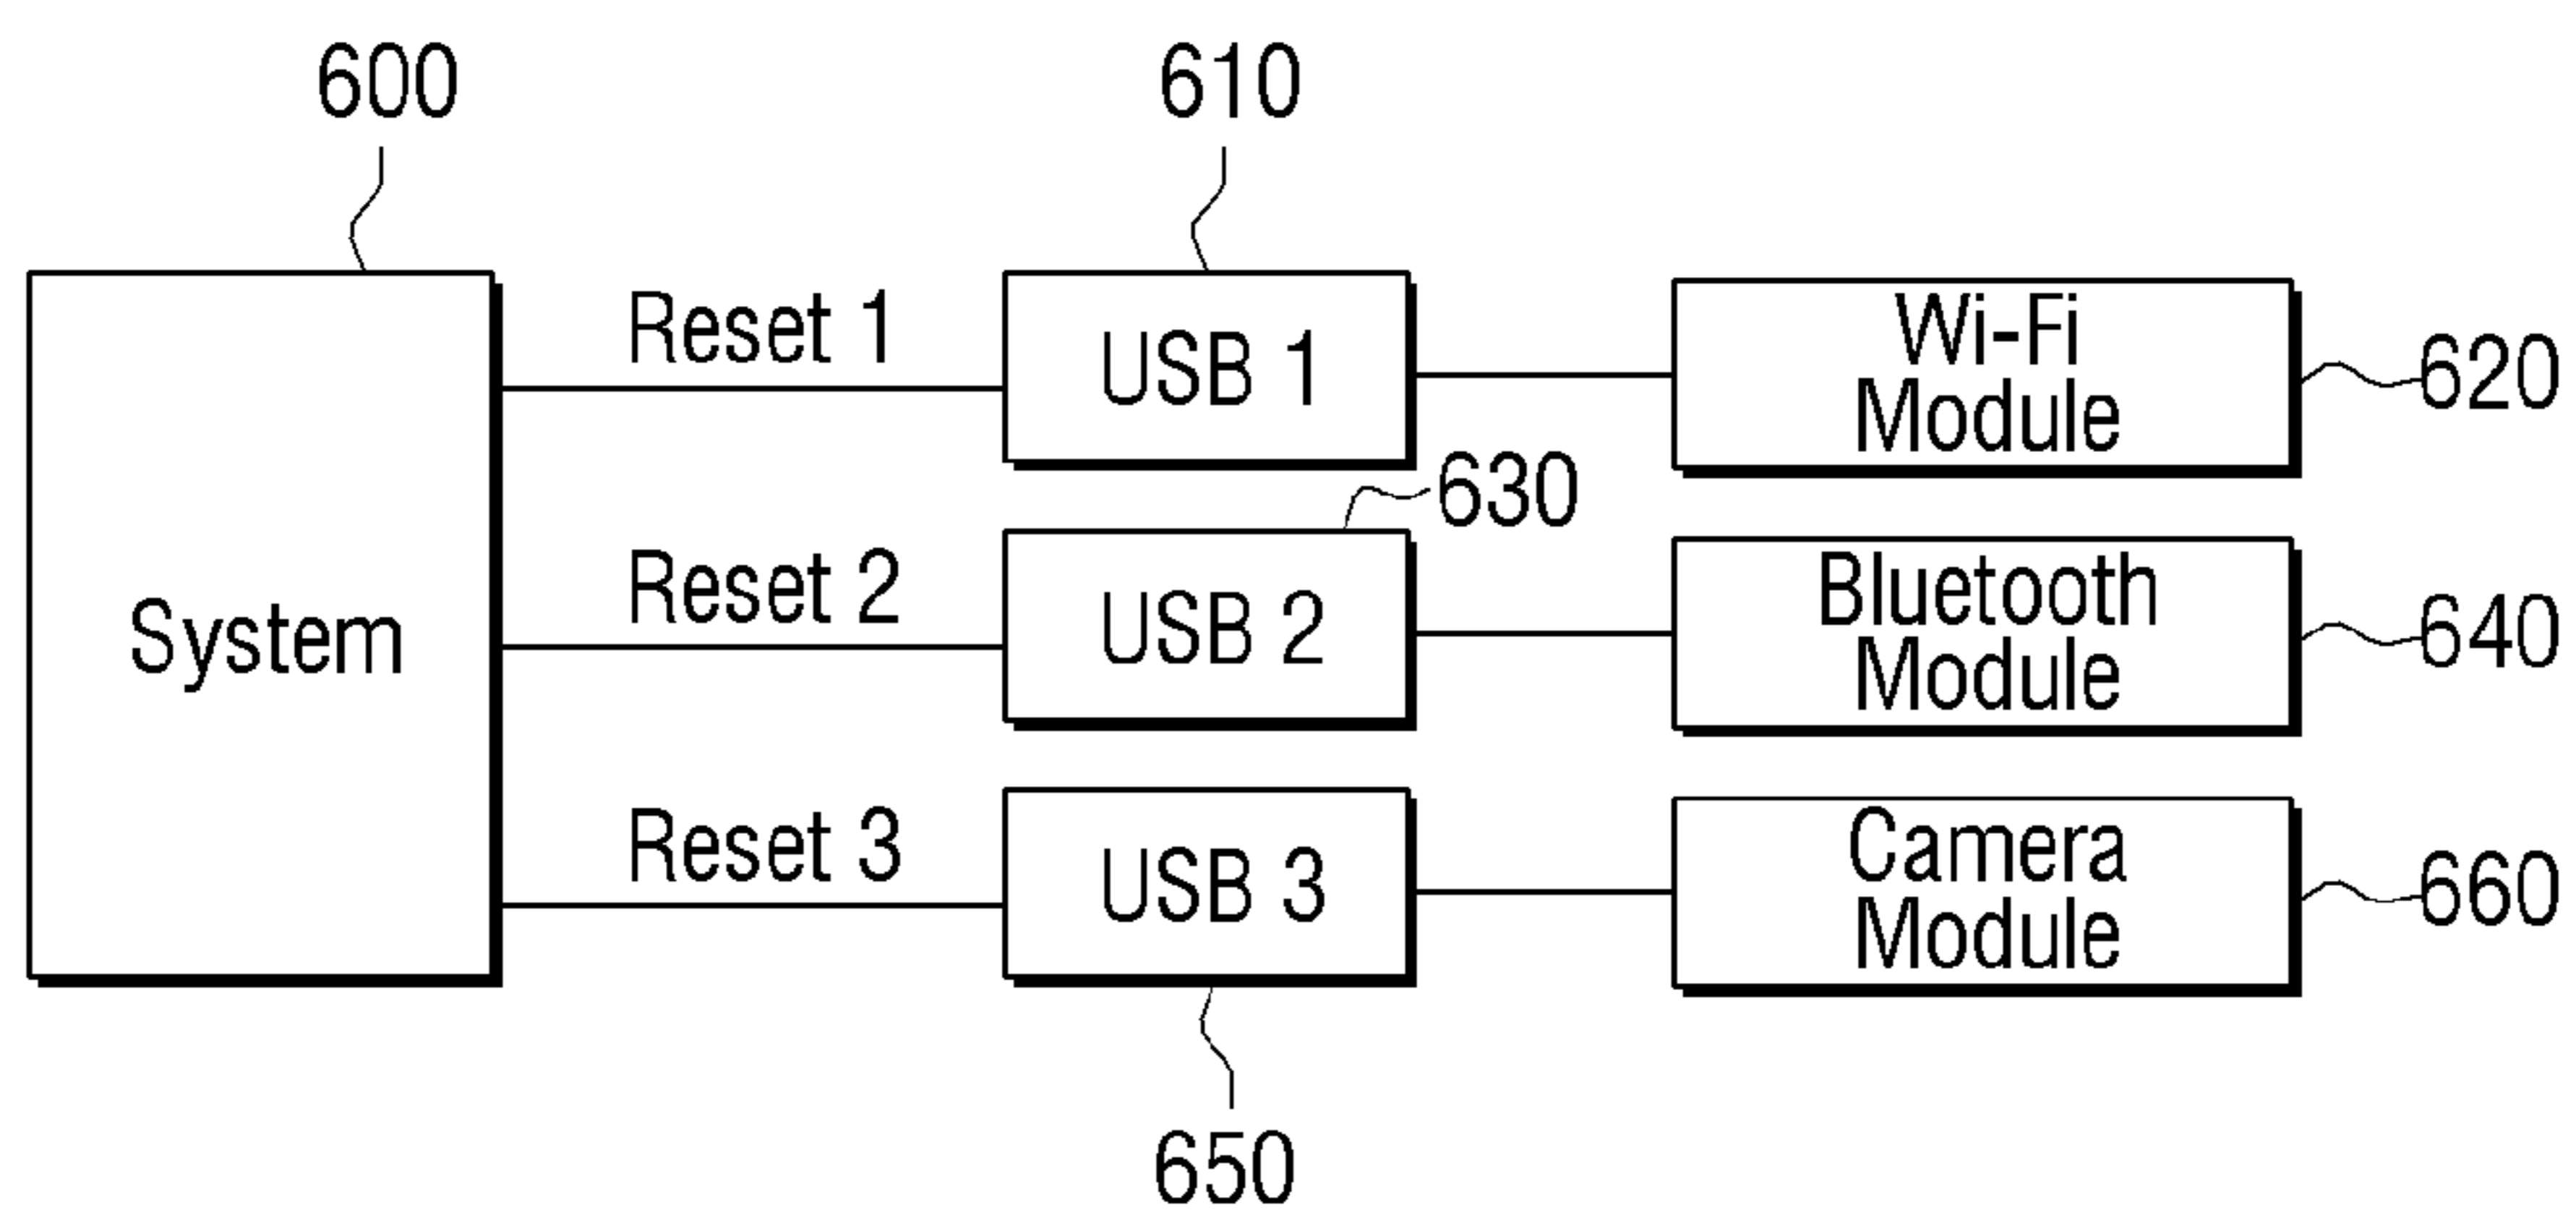 600
610
Reset 1
USB 1
Wi-Fi
Module
620
630
System
Reset 2
USB 2
Bluetooth
Module
640
Reset 3
USB 3
Camera
Module
660
650